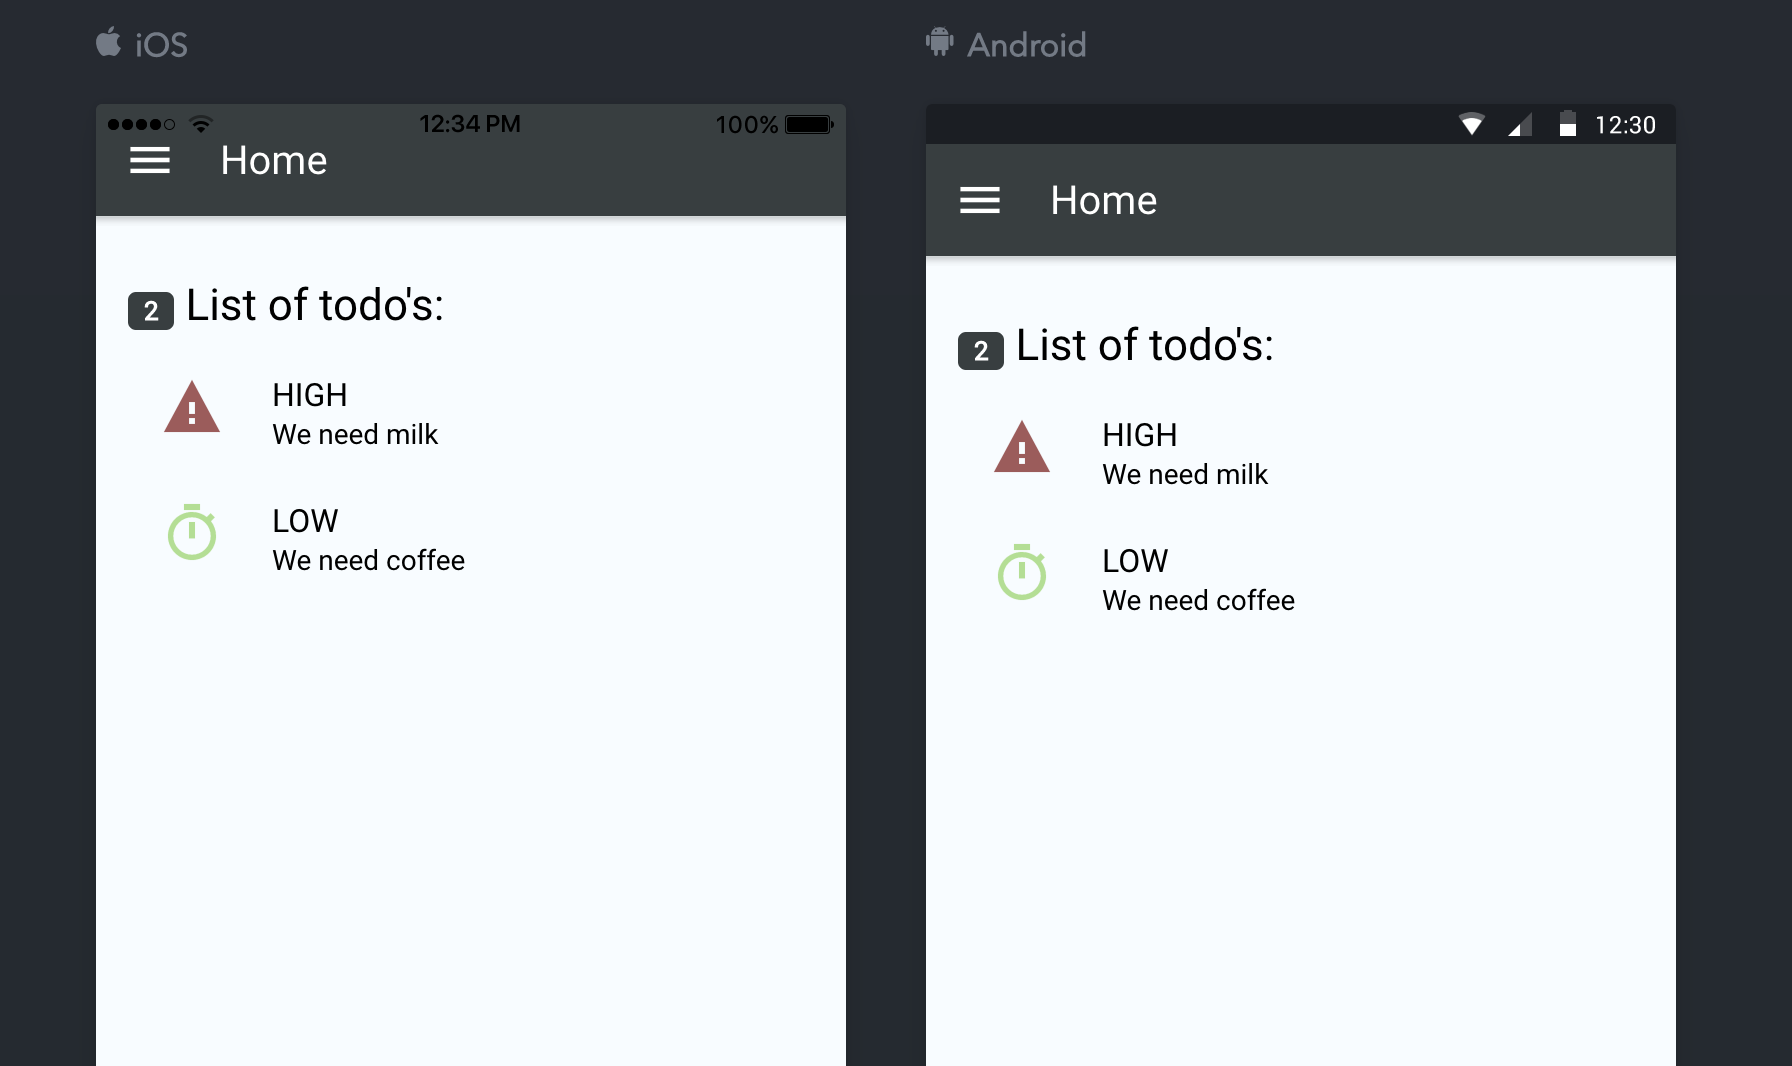 iOS
12:34 PM
100%
Home
2 List of todo's:
HIGH
We need milk
LOW
We need coffee
Android
12:30
Home
2 List of todo's:
HIGH
We need milk
LOW
We need coffee